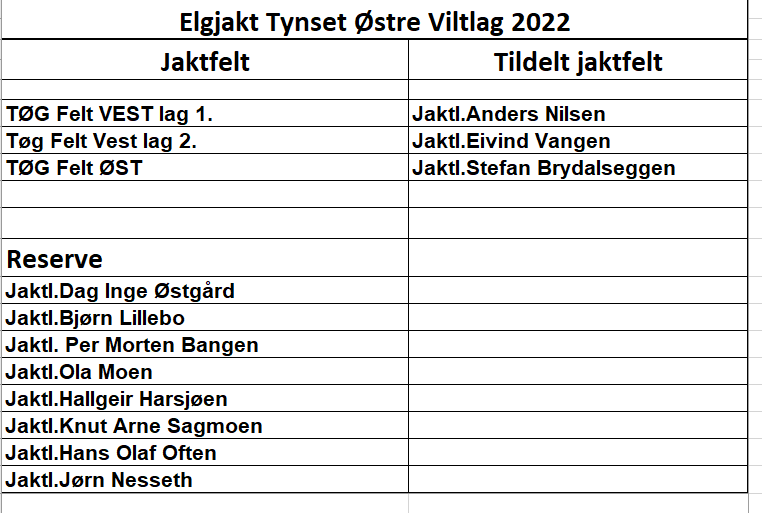 Elgjakt Tynset Østre Viltlag 2022
Jaktfelt Tildelt jaktfelt
TØG Felt VEST lag 1. Jaktl.Anders Nilsen
Tøg Felt Vest lag 2. Jaktl.Eivind Vangen
TØG Felt ØST Jaktl.Stefan Brydalseggen
Reserve
Jaktl.Dag Inge Østgård
Jaktl.Bjørn Lillebo
Jaktl. Per Morten Bangen
Jaktl.Ola Moen
Jaktl.Hallgeir Harsjøen
Jaktl.Knut Arne Sagmoen
Jaktl.Hans Olaf Often
Jaktl.Jørn Nesseth